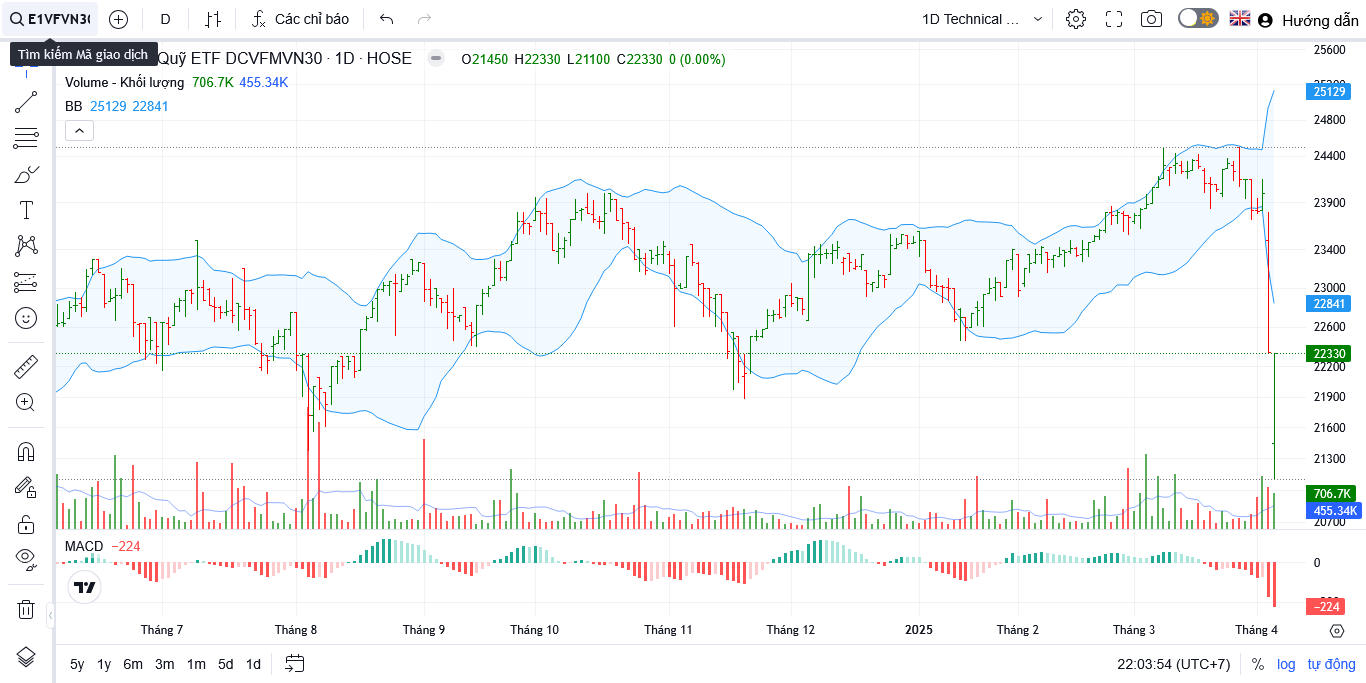 E1VFVN30 D Các chỉ báo 1D Technical ... Hướng dẫn
Tìm kiếm Mã giao dịch
Quỹ ETF DCVFMVN30 · 1D · HOSE O21450 H22330 L21100 C22330 0 (0.00%)
Volume - Khối lượng 706.7K 455.34K
BB 25129 22841
25600
25129
24800
24400
23900
23400
23000
22841
22600
22330
22200
21900
21600
21300
706.7K
455.34K
20700
MACD −224
0
−224
Tháng 7 Tháng 8 Tháng 9 Tháng 10 Tháng 11 Tháng 12 2025 Tháng 2 Tháng 3 Tháng 4
5y 1y 6m 3m 1m 5d 1d 22:03:54 (UTC+7) % log tự động